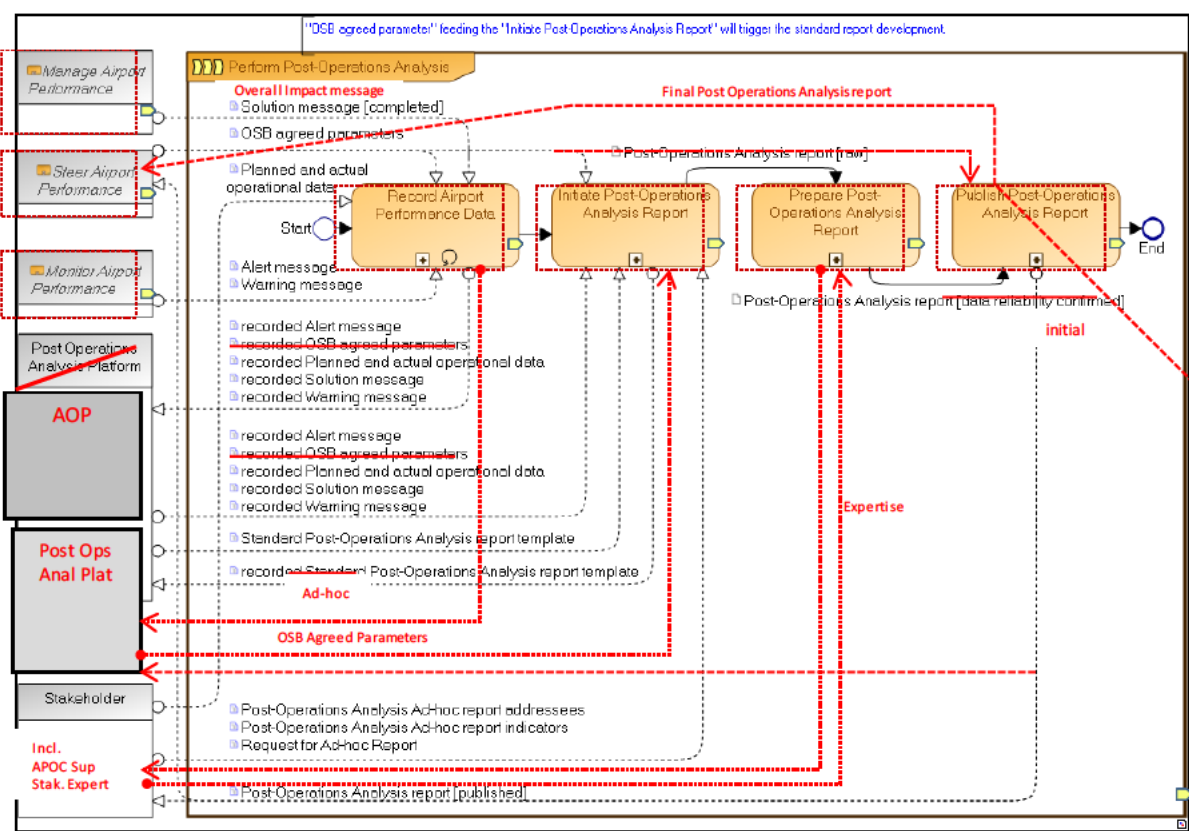 "OSB agreed parameter" feeding the "Initiate Post-Operations Analysis Report" will trigger the standard report development.
Manage Airport
Performance
Perform Post-Operations Analysis
Overall Impact message
Solution message [completed]
OSB agreed parameters
Final Post Operations Analysis report
Steer Airport
Performance
Planned and actual
operational data
Post-Operations Analysis report [raw]
Record Airport
Performance Data
Initiate Post-Operations
Analysis Report
Prepare Post-
Operations Analysis
Report
Publish Post-Operations
Analysis Report
Start
End
Monitor Airport
Performance
Alert message
Warning message
Post-Operations Analysis report [data reliability confirmed]
initial
Post Operations
Analysis Platform
recorded Alert message
recorded OSB agreed parameters
recorded Planned and actual operational data
recorded Solution message
recorded Warning message
AOP
recorded Alert message
recorded OSB agreed parameters
recorded Planned and actual operational data
recorded Solution message
recorded Warning message
Expertise
Post Ops
Anal Plat
Standard Post-Operations Analysis report template
recorded Standard Post-Operations Analysis report template
Ad-hoc
OSB Agreed Parameters
Stakeholder
Post-Operations Analysis Ad-Hoc report addressees
Post-Operations Analysis Ad-hoc report indicators
Request for Ad-Hoc Report
Incl.
APOC Sup
Stak. Expert
Post-Operations Analysis report [published]